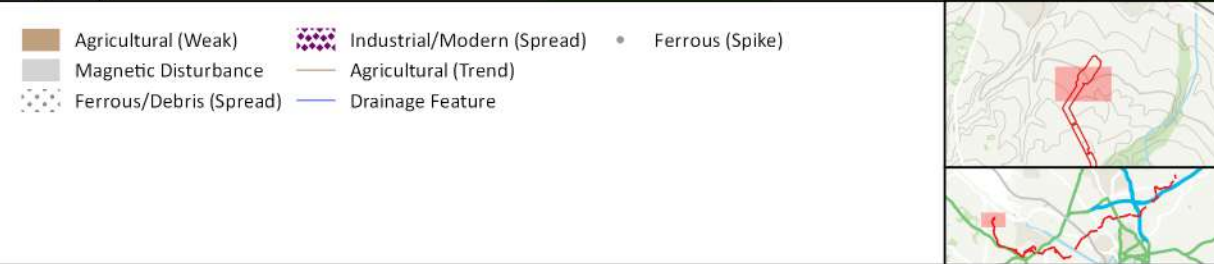 Agricultural (Weak)
Magnetic Disturbance
Ferrous/Debris (Spread)
Industrial/Modern (Spread)
Agricultural (Trend)
Drainage Feature
Ferrous (Spike)